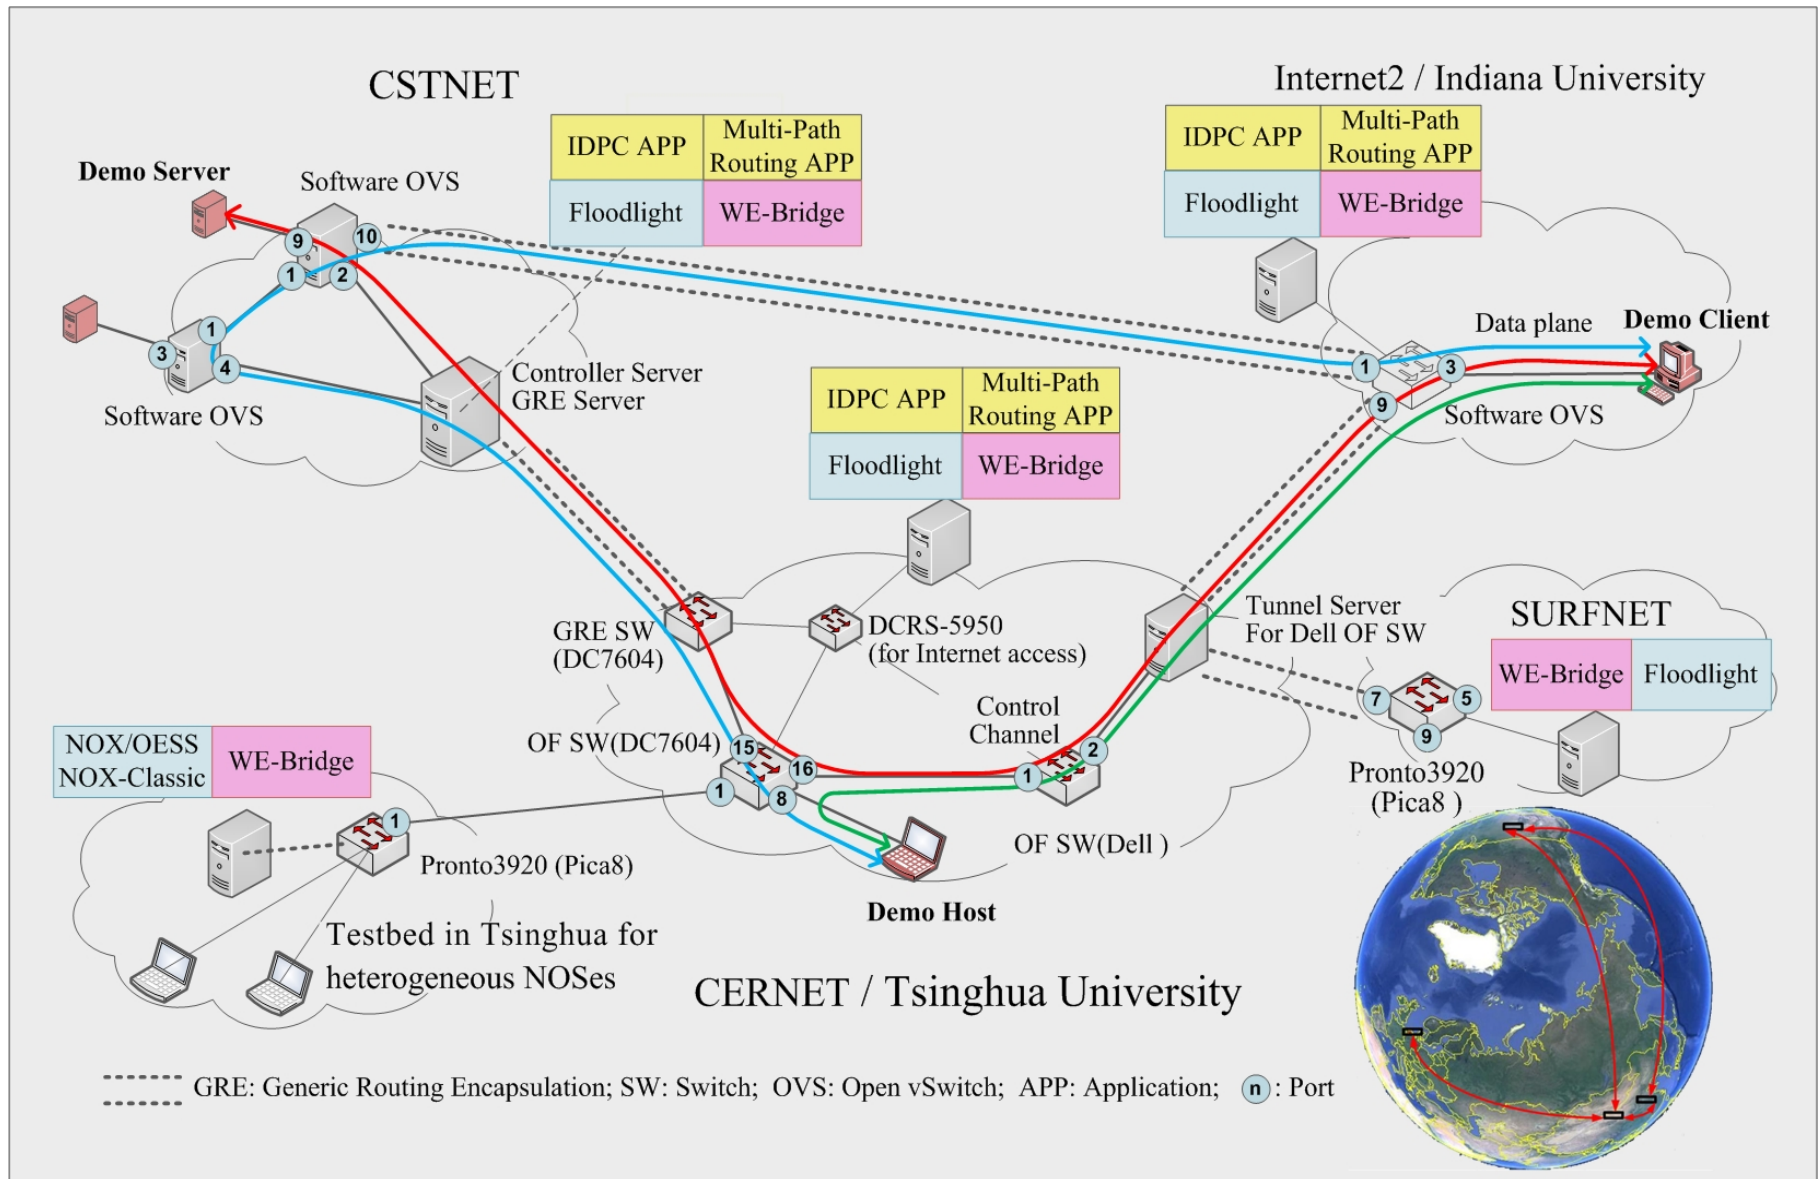 CSTNET
Internet2 / Indiana University
Demo Server
Software OVS
IDPC APP
Multi-Path
Routing APP
Floodlight
WE-Bridge
IDPC APP
Multi-Path
Routing APP
Floodlight
WE-Bridge
9
10
1
2
1
3
4
Software OVS
Controller Server
GRE Server
Data plane
Demo Client
1
3
9
Software OVS
IDPC APP
Multi-Path
Routing APP
Floodlight
WE-Bridge
GRE SW
(DC7604)
DCRS-5950
(for Internet access)
Tunnel Server
For Dell OF SW
SURFNET
WE-Bridge
Floodlight
7
5
9
Pronto3920
(Pica8 )
Control
Channel
OF SW(DC7604)
15
16
1
8
1
2
OF SW(Dell )
NOX/OESS
NOX-Classic
WE-Bridge
1
Pronto3920 (Pica8)
Demo Host
Testbed in Tsinghua for
heterogeneous NOSes
CERNET / Tsinghua University
GRE: Generic Routing Encapsulation; SW: Switch; OVS: Open vSwitch; APP: Application; n : Port